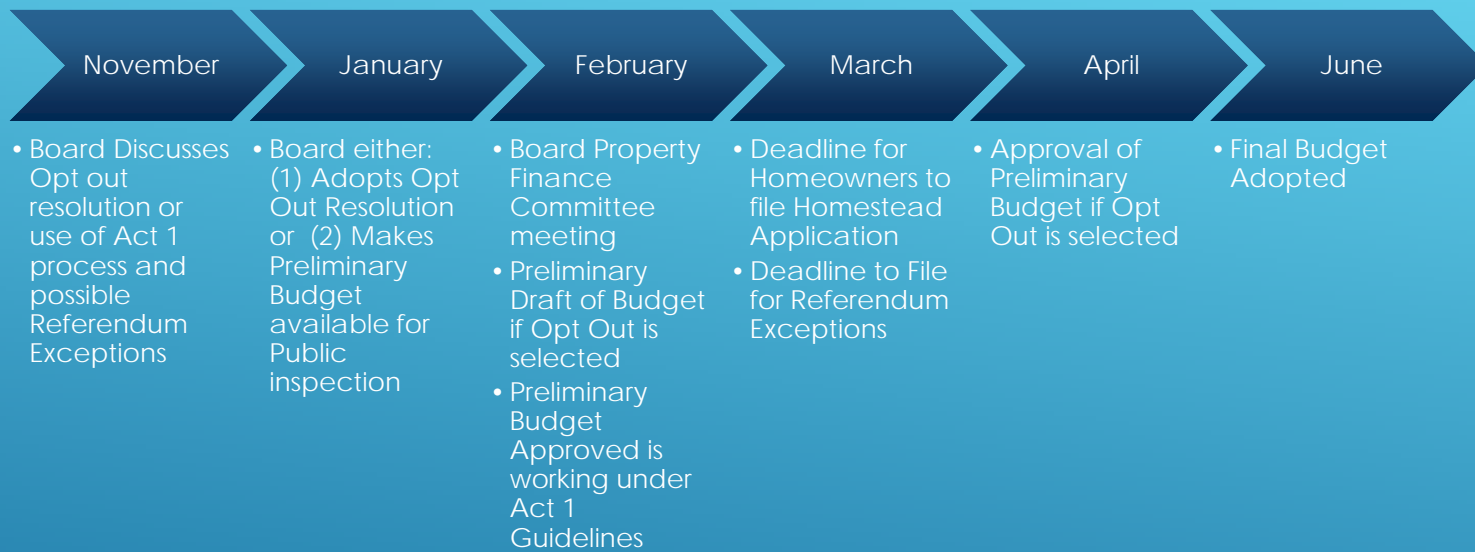 November
January
February
March
April
June
• Board Discusses
Opt out
resolution or
use of Act 1
process and
possible
Referendum
Exceptions
• Board either:
(1) Adopts Opt
Out Resolution
or (2) Makes
Preliminary
Budget
available for
Public
inspection
• Board Property
Finance
Committee
meeting
• Preliminary
Draft of Budget
if Opt Out is
selected
• Preliminary
Budget
Approved is
working under
Act 1
Guidelines
• Deadline for
Homeowners to
file Homestead
Application
• Deadline to File
for Referendum
Exceptions
• Approval of
Preliminary
Budget if Opt
Out is selected
• Final Budget
Adopted